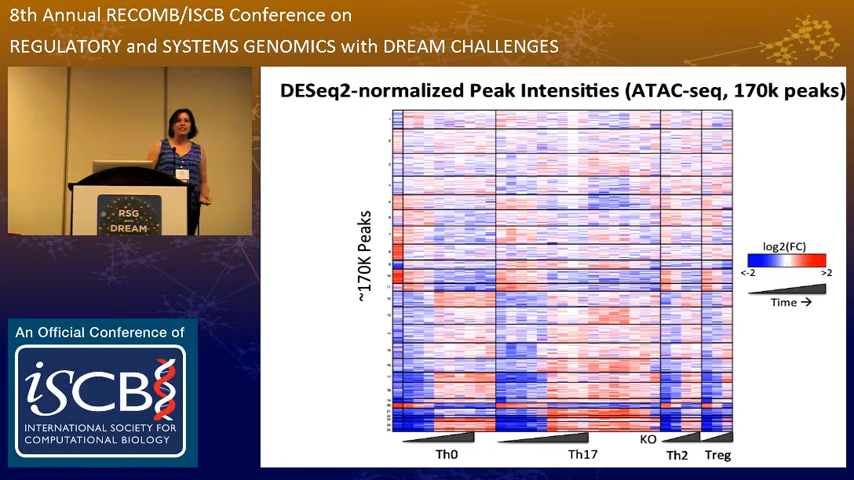 8th Annual RECOMB/ISCB Conference on
REGULATORY and SYSTEMS GENOMICS with DREAM CHALLENGES
RSG
DREAM
An Official Conference of
iSCB
INTERNATIONAL SOCIETY FOR
COMPUTATIONAL BIOLOGY
DESeq2-normalized Peak Intensities (ATAC-seq, 170k peaks)
~170K Peaks
log2(FC)
<-2 >2
Time →
KO
Th0 Th17 Th2 Treg